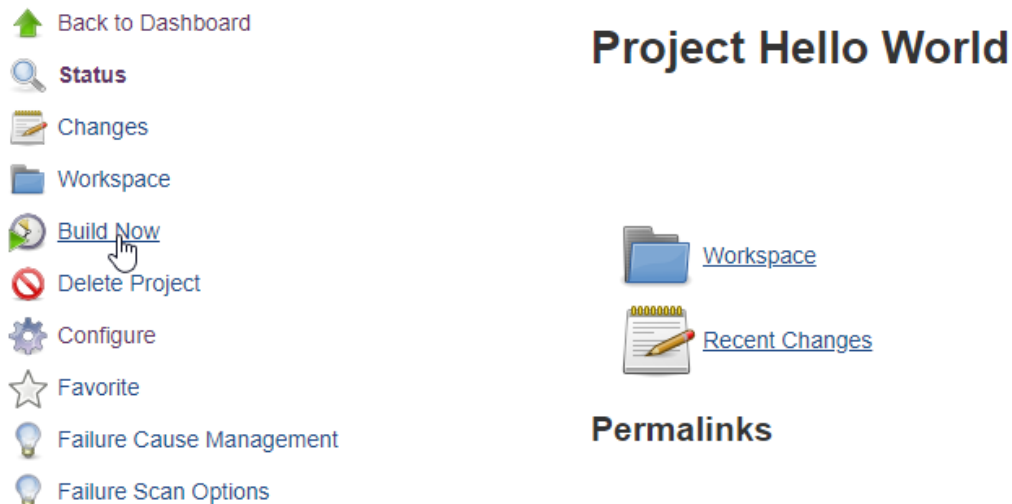 Back to Dashboard
Status
Changes
Workspace
Build Now
Delete Project
Configure
Favorite
Failure Cause Management
Failure Scan Options
Project Hello World
Workspace
Recent Changes
Permalinks